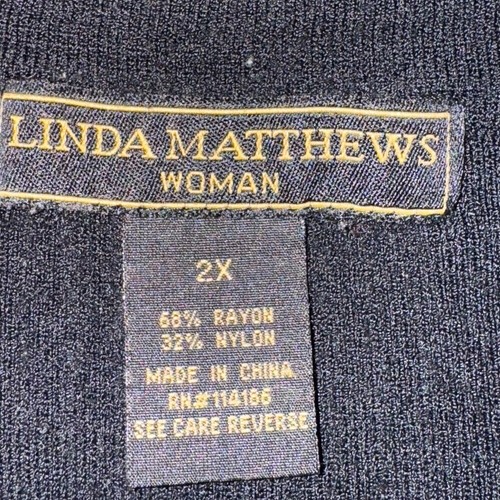 LINDA MATTHEWS
WOMAN
2X
68% RAYON
32% NYLON
MADE IN CHINA
RN#114186
SEE CARE REVERSE